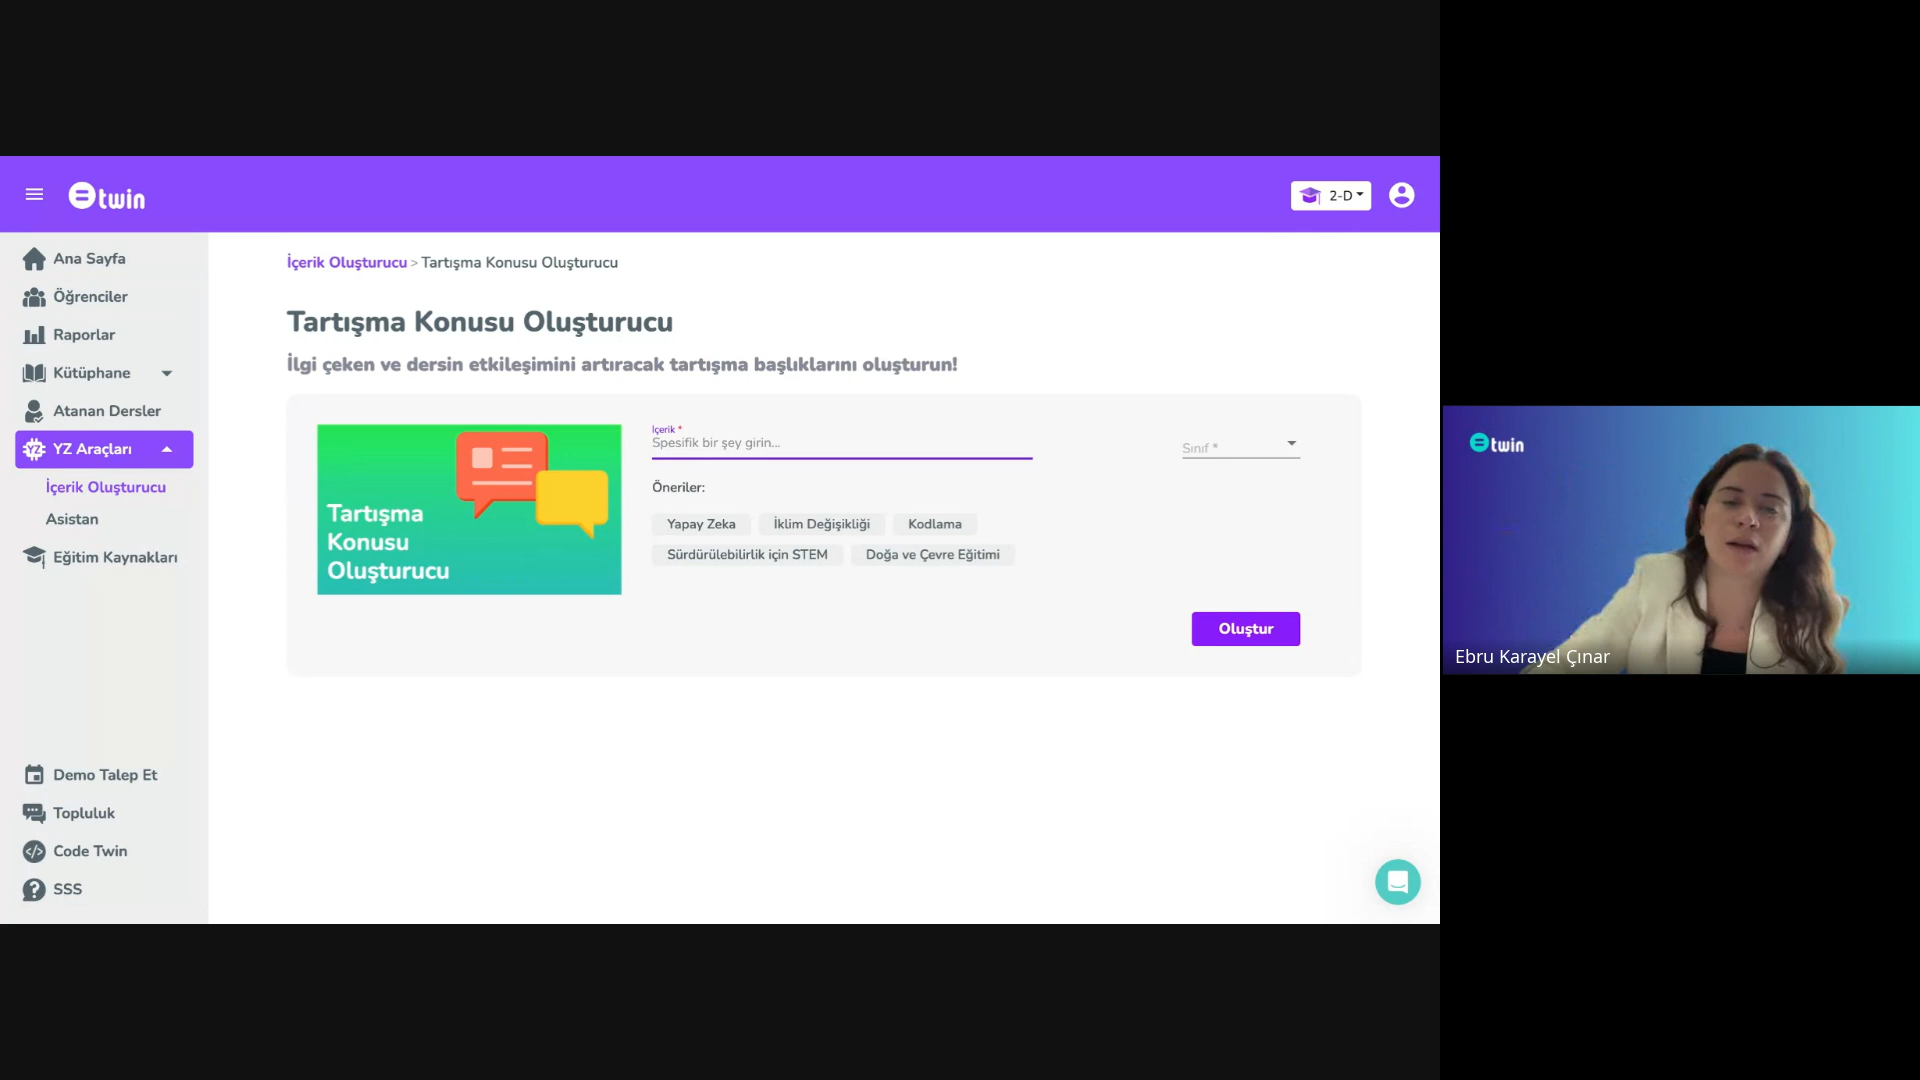 twin
2-D
Ana Sayfa
Öğrenciler
Raporlar
Kütüphane
Atanan Dersler
YZ
YZ Araçları
İçerik Oluşturucu
Asistan
Eğitim Kaynakları
Demo Talep Et
Topluluk
Code Twin
SSS
İçerik Oluşturucu > Tartışma Konusu Oluşturucu
Tartışma Konusu Oluşturucu
İlgi çeken ve dersin etkileşimini artıracak tartışma başlıklarını oluşturun!
Tartışma
Konusu
Oluşturucu
İçerik *
Spesifik bir şey girin...
Sınıf *
Öneriler:
Yapay Zeka İklim Değişikliği Kodlama
Sürdürülebilirlik için STEM Doğa ve Çevre Eğitimi
Oluştur
twin
Ebru Karayel Çınar